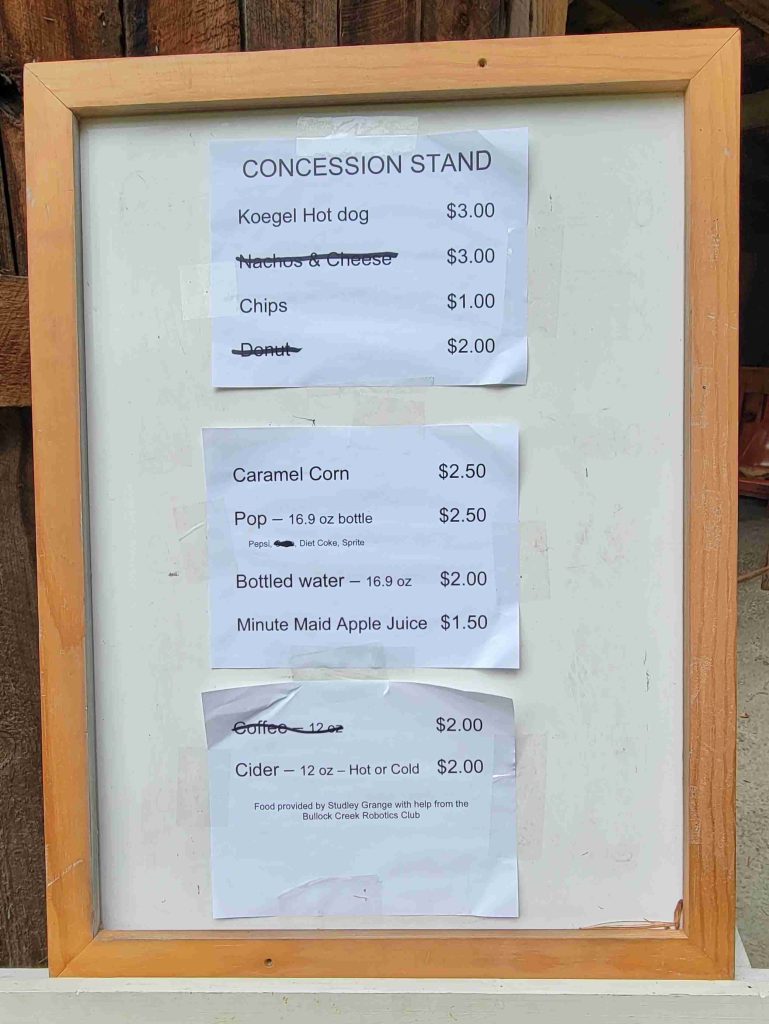 CONCESSION STAND
Koegel Hot dog $3.00
Nachos & Cheese $3.00
Chips $1.00
Donut $2.00
Caramel Corn $2.50
Pop – 16.9 oz bottle $2.50
Pepsi, , Diet Coke, Sprite
Bottled water – 16.9 oz $2.00
Minute Maid Apple Juice $1.50
Coffee – 12 oz $2.00
Cider – 12 oz – Hot or Cold $2.00
Food provided by Studley Grange with help from the
Bullock Creek Robotics Club